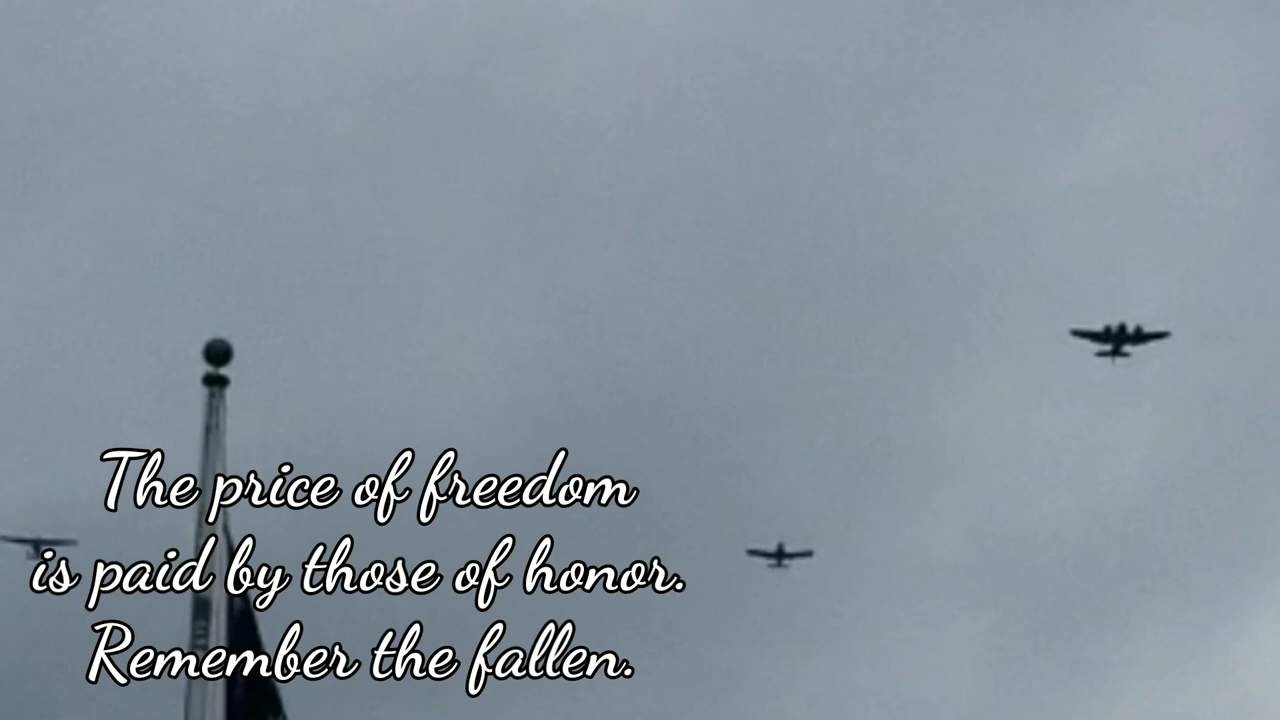 The price of freedom
is paid by those of honor.
Remember the fallen.